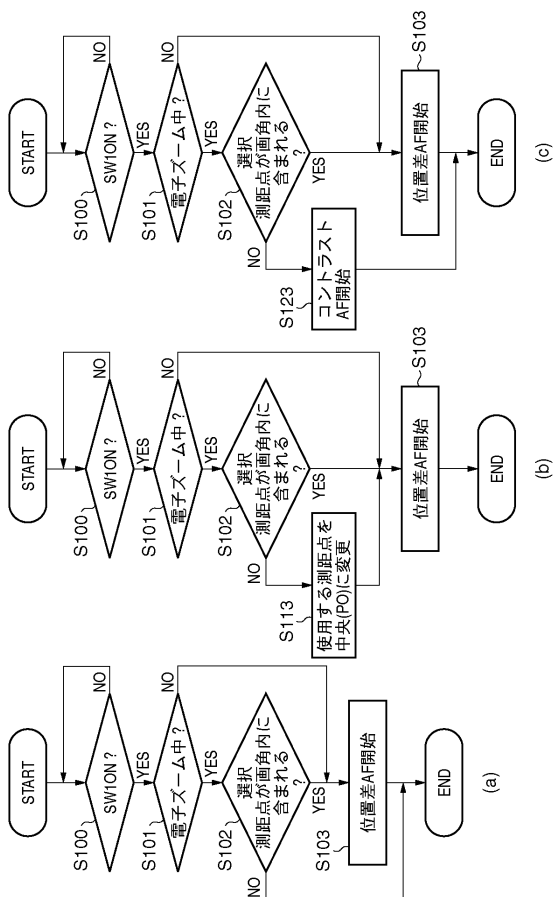 START
S100
SW1ON ?
NO
YES
S101
電子ズーム中 ?
NO
YES
S102
選択
測距点が画角内に
含まれる
?
NO
YES
S103
位置差AF開始
END
(a)
START
S100
SW1ON ?
NO
YES
S101
電子ズーム中 ?
NO
YES
S102
選択
測距点が画角内に
含まれる
?
NO
YES
S113
使用する測距点を
中央(PO)に変更
S103
位置差AF開始
END
(b)
START
S100
SW1ON ?
NO
YES
S101
電子ズーム中 ?
NO
YES
S102
選択
測距点が画角内に
含まれる
?
NO
YES
S123
コントラスト
AF開始
S103
位置差AF開始
END
(c)